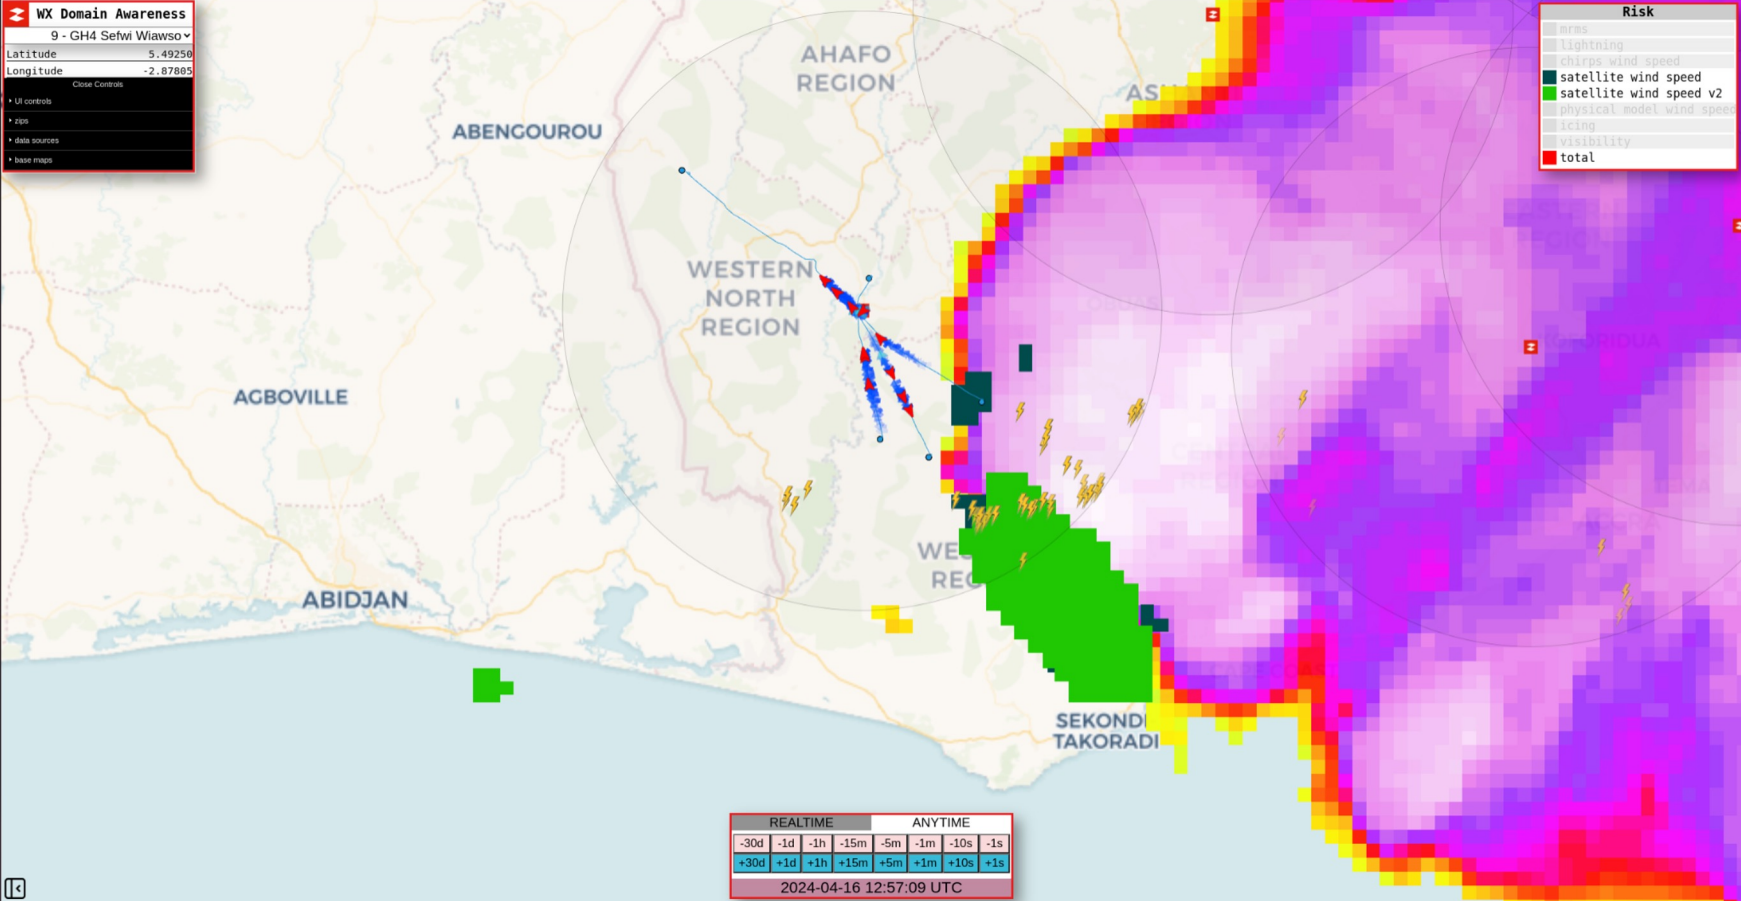 WX Domain Awareness
9 - GH4 Sefwi Wiawso
Latitude 5.49250
Longitude -2.87805
Close Controls
UI controls
zips
data sources
base maps
Risk
mrms
lightning
chirps wind speed
satellite wind speed
satellite wind speed v2
physical model wind speed
icing
visibility
total
AHAFO
REGION
ABENGOUROU
WESTERN
NORTH
REGION
AGBOVILLE
ABIDJAN
SEKONDI
TAKORADI
REALTIME ANYTIME
-30d -1d -1h -15m -5m -1m -10s -1s
+30d +1d +1h +15m +5m +1m +10s +1s
2024-04-16 12:57:09 UTC